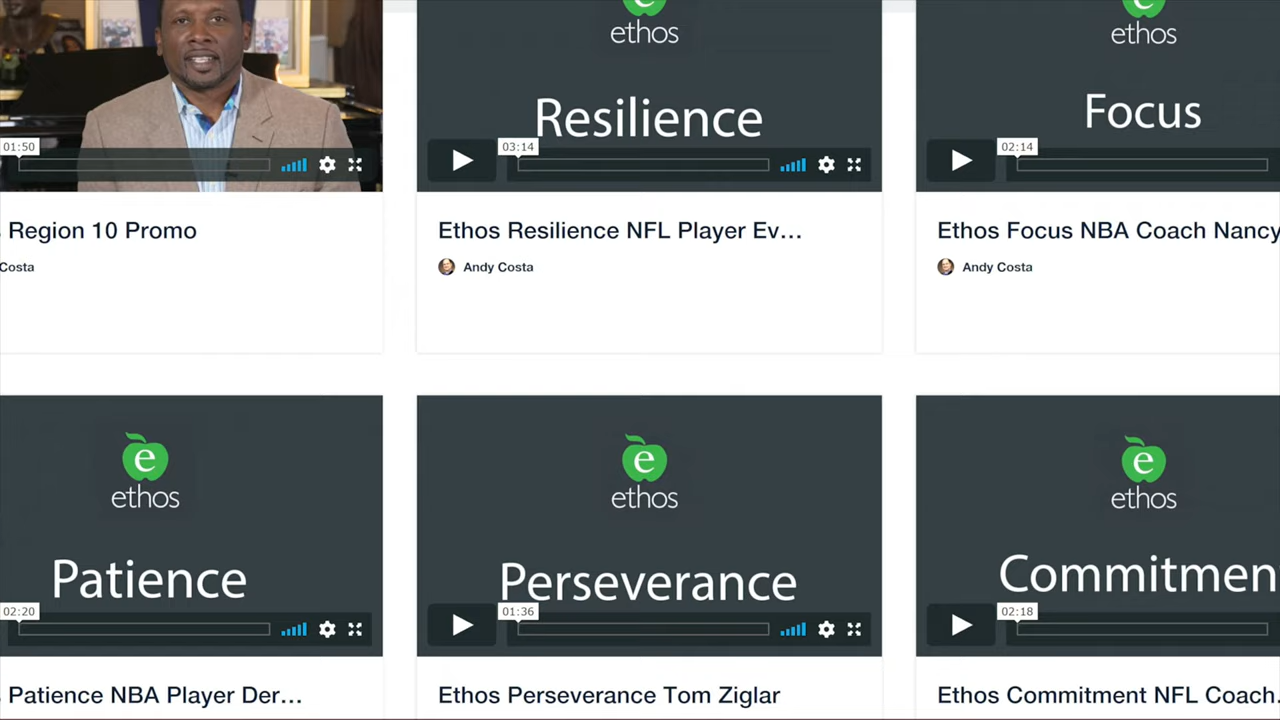 ethos
ethos
Resilience
Focus
01:50
03:14
02:14
Region 10 Promo
Ethos Resilience NFL Player Ev...
Ethos Focus NBA Coach Nancy
Costa
Andy Costa
Andy Costa
e
ethos
e
ethos
e
ethos
Patience
Perseverance
Commitmen
02:20
01:36
02:18
Patience NBA Player Der...
Ethos Perseverance Tom Ziglar
Ethos Commitment NFL Coach.